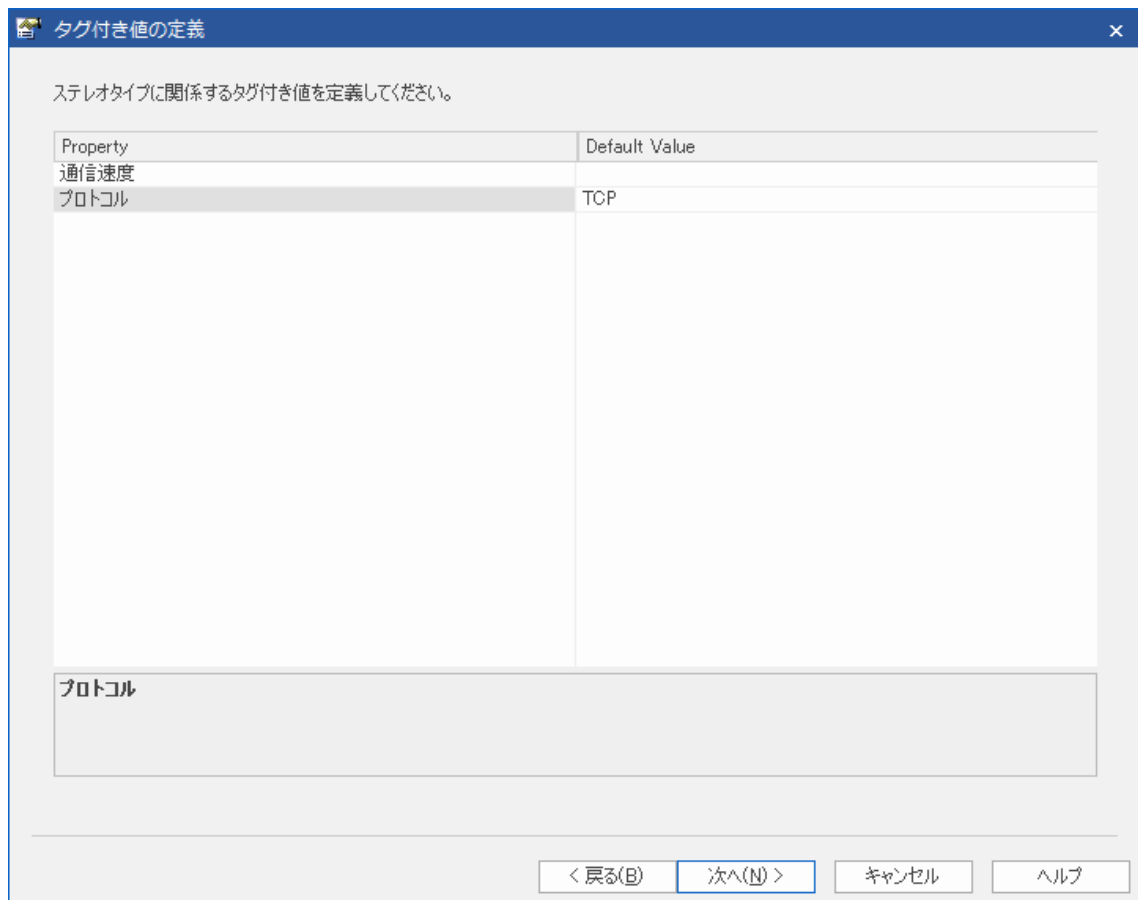 タグ付き値の定義
ステレオタイプに関係するタグ付き値を定義してください。
Property Default Value
通信速度
プロトコル TCP
プロトコル
< 戻る(B) 次へ(N) > キャンセル ヘルプ